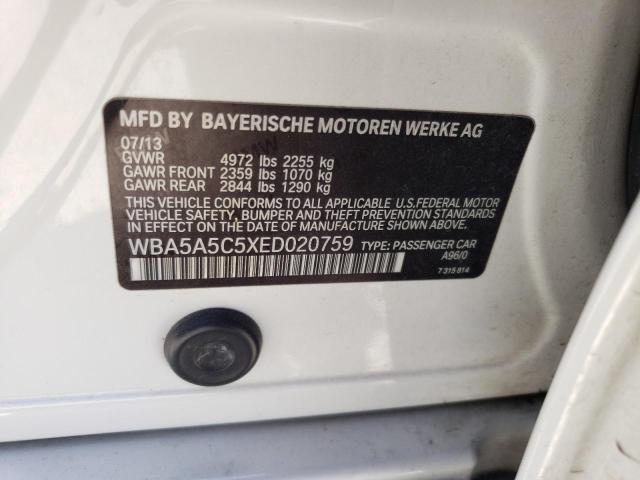 MFD BY BAYERISCHE MOTOREN WERKE AG
07/13
GVWR 4972 lbs 2255 kg
GAWR FRONT 2359 lbs 1070 kg
GAWR REAR 2844 lbs 1290 kg
THIS VEHICLE CONFORMS TO ALL APPLICABLE U.S.FEDERAL MOTOR
VEHICLE SAFETY, BUMPER AND THEFT PREVENTION STANDARDS
IN EFFECT ON THE DATE OF MANUFACTURE SHOWN ABOVE.
WBA5A5C5XED020759 TYPE: PASSENGER CAR
A96/0
7 315 814